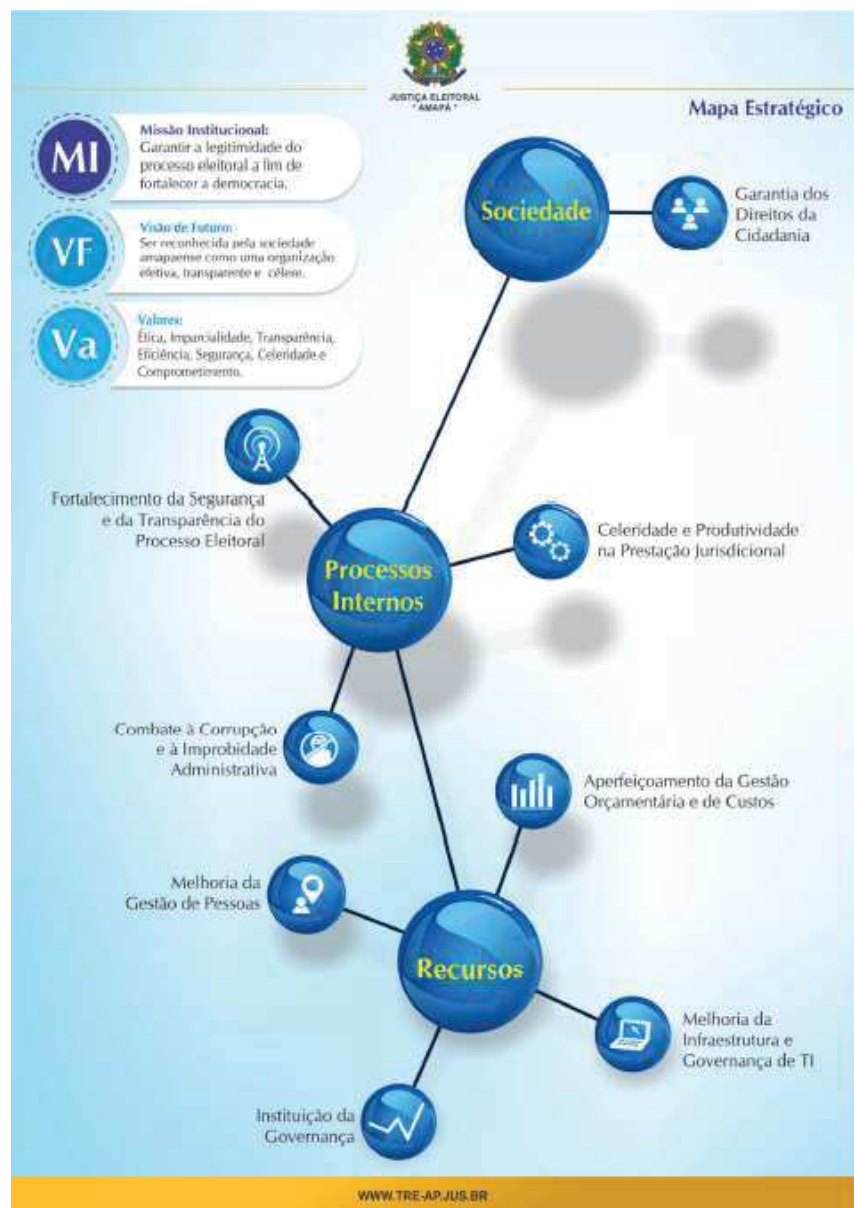 JUSTIÇA ELEITORAL
* AMAPÁ *
Mapa Estratégico
MI
Missão Institucional:
Garantir a legitimidade do
processo eleitoral a fim de
fortalecer a democracia.
VF
Visão de Futuro:
Ser reconhecida pela sociedade
amapaense como uma organização
efetiva, transparente e célere.
Va
Valores:
Ética, Imparcialidade, Transparência,
Eficiência, Segurança, Celeridade e
Comprometimento.
Sociedade
Garantia dos
Direitos da
Cidadania
Fortalecimento da Segurança
e da Transparência do
Processo Eleitoral
Processos
Internos
Celeridade e Produtividade
na Prestação Jurisdicional
Combate à Corrupção
e à Improbidade
Administrativa
Aperfeiçoamento da Gestão
Orçamentária e de Custos
Melhoria da
Gestão de Pessoas
Recursos
Melhoria da
Infraestrutura e
Governança de TI
Instituição da
Governança
WWW.TRE-AP.JUS.BR